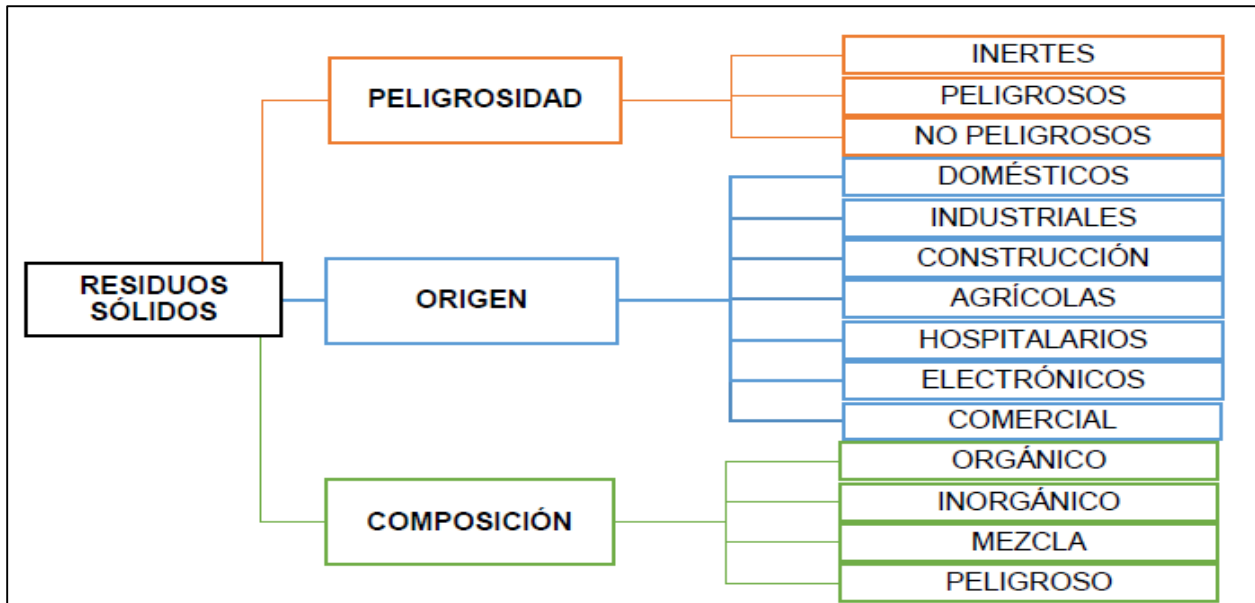 RESIDUOS
SÓLIDOS
PELIGROSIDAD
INERTES
PELIGROSOS
NO PELIGROSOS
ORIGEN
DOMÉSTICOS
INDUSTRIALES
CONSTRUCCIÓN
AGRÍCOLAS
HOSPITALARIOS
ELECTRÓNICOS
COMERCIAL
COMPOSICIÓN
ORGÁNICO
INORGÁNICO
MEZCLA
PELIGROSO